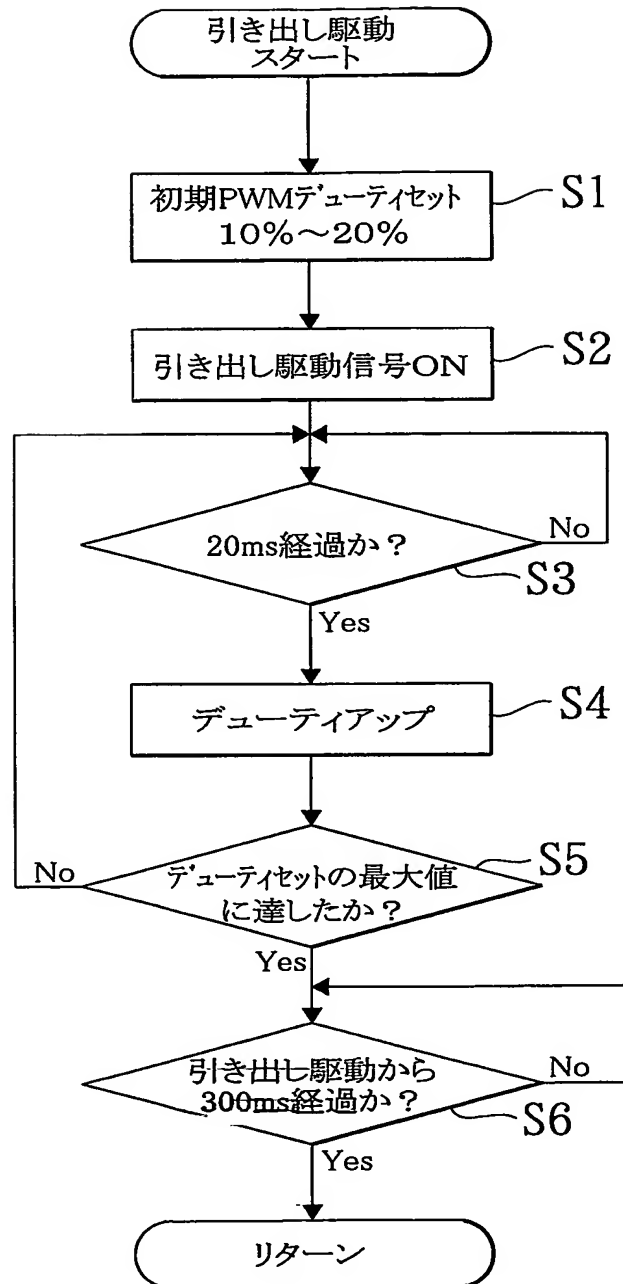 引き出し駆動
スタート
初期PWMデューティセット
10%～20%
S1
引き出し駆動信号ON
S2
20ms経過か？
No
S3
Yes
デューティアップ
S4
No
デューティセットの最大値
に達したか？
S5
Yes
引き出し駆動から
300ms経過か？
No
S6
Yes
リターン